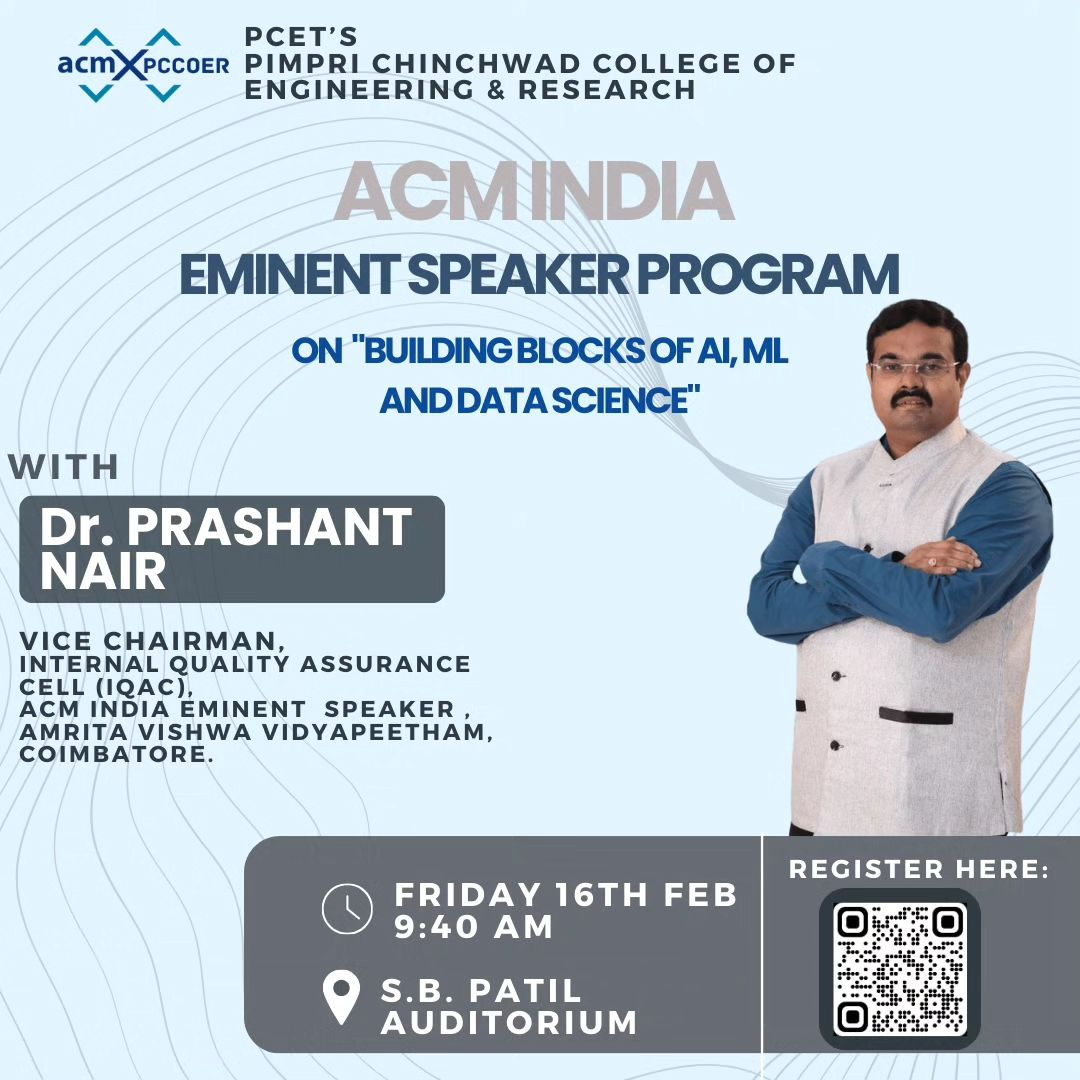 acmXPCCOER
PCET’S
PIMPRI CHINCHWAD COLLEGE OF
ENGINEERING & RESEARCH
ACM INDIA
EMINENT SPEAKER PROGRAM
ON "BUILDING BLOCKS OF AI, ML
AND DATA SCIENCE"
WITH
Dr. PRASHANT
NAIR
VICE CHAIRMAN,
INTERNAL QUALITY ASSURANCE
CELL (IQAC),
ACM INDIA EMINENT SPEAKER ,
AMRITA VISHWA VIDYAPEETHAM,
COIMBATORE.
FRIDAY 16TH FEB
9:40 AM
S.B. PATIL
AUDITORIUM
REGISTER HERE: